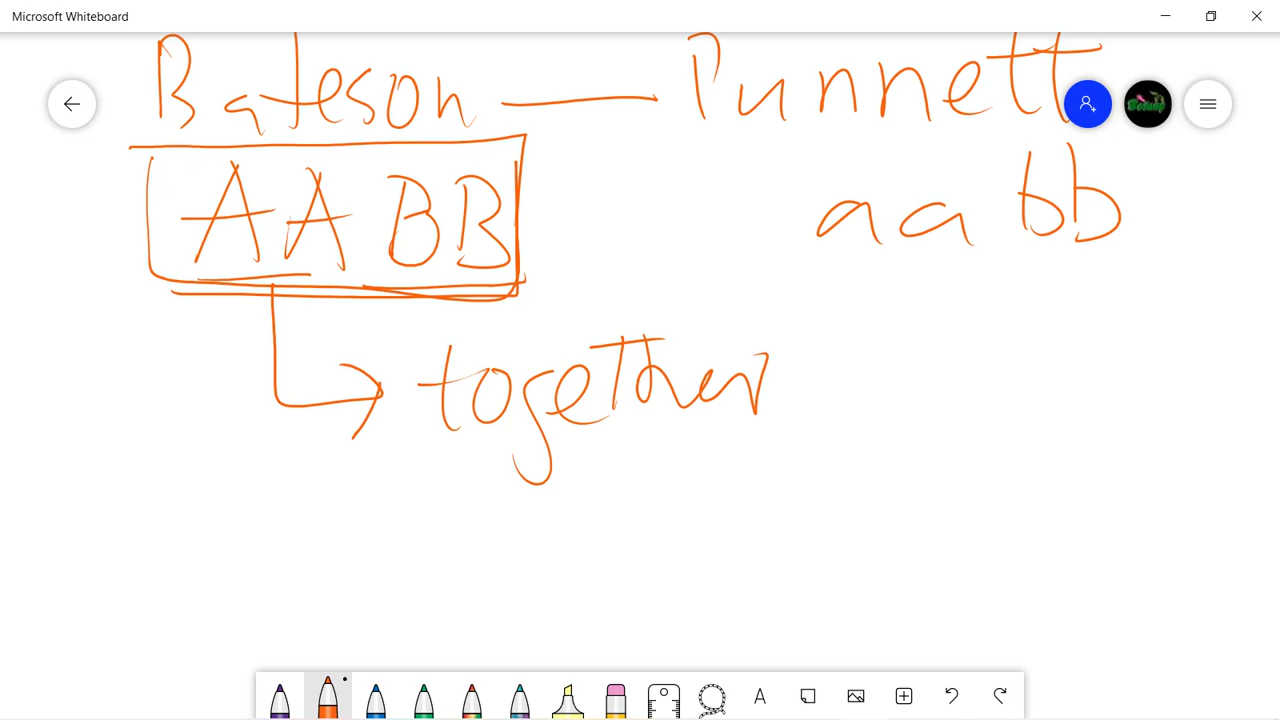 Microsoft Whiteboard
Bateson — Punnett
AABB aabb
together
A